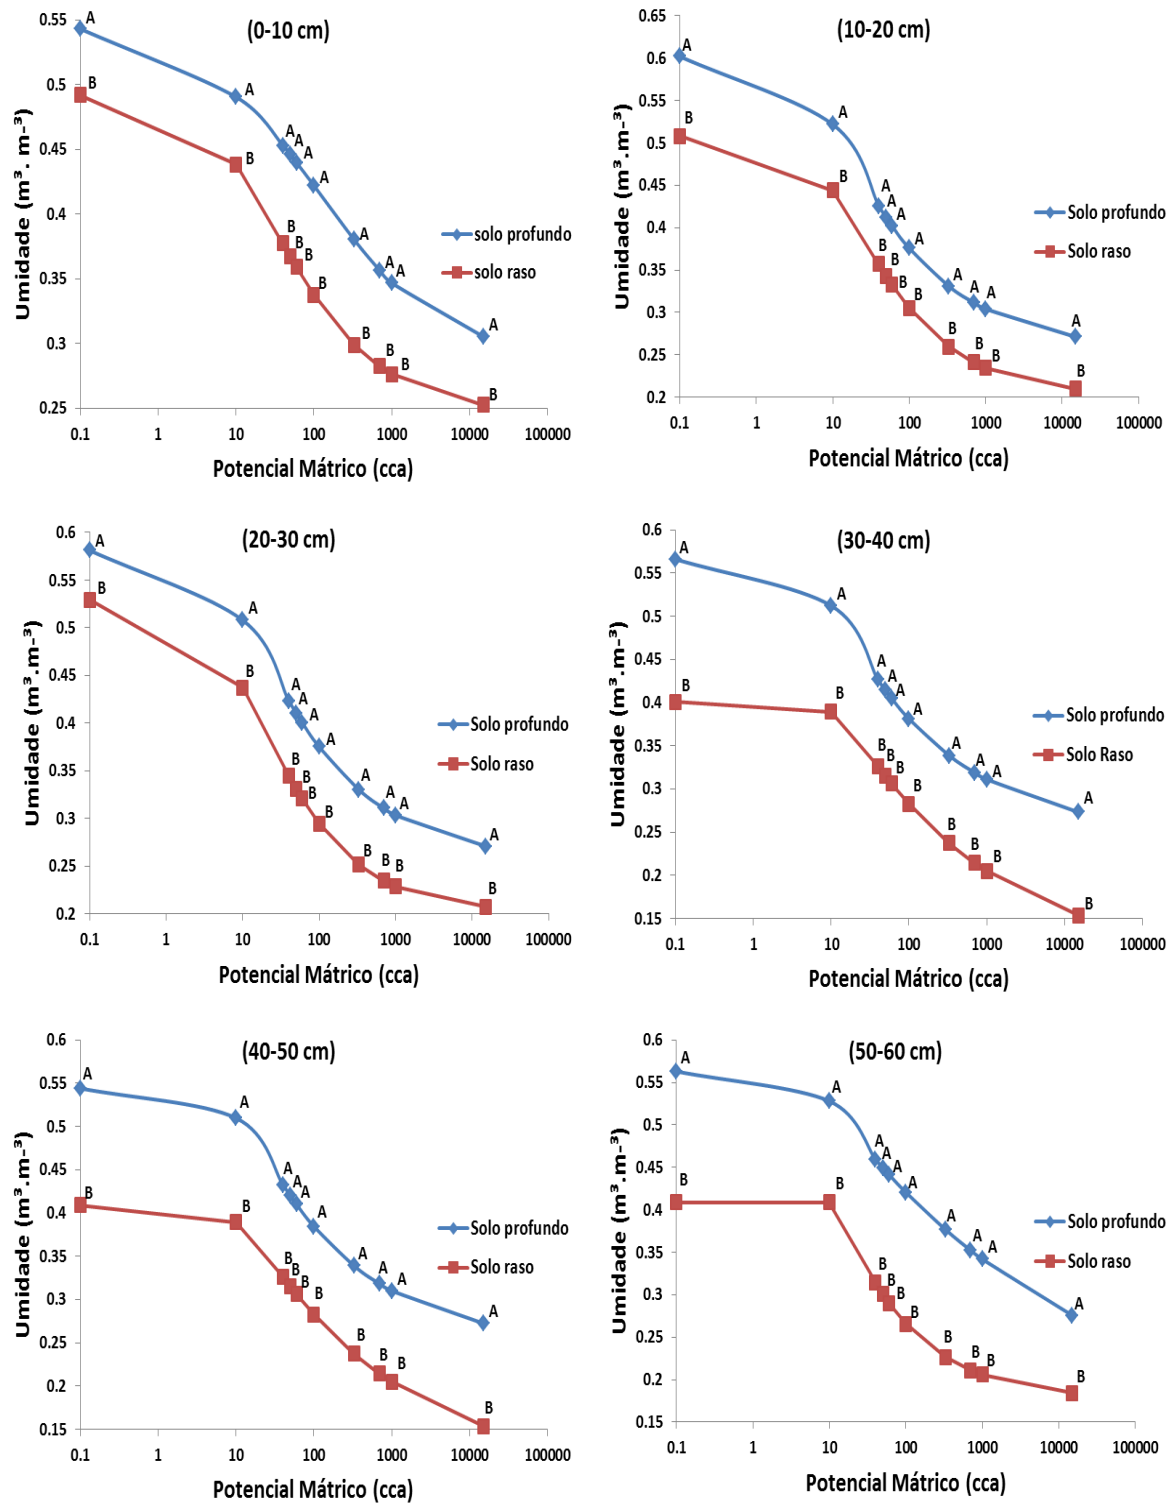 (0-10 cm)
0.55
0.5
0.45
0.4
0.35
0.3
0.25
Umidade (m³. m-³)
A A A A A A A A A A
B B B B B B B B B B
solo profundo
solo raso
0.1 1 10 100 1000 10000 100000
Potencial Mátrico (cca)
(10-20 cm)
0.65
0.6
0.55
0.5
0.45
0.4
0.35
0.3
0.25
0.2
Umidade (m³.m-³)
A A A A A A A A A A
B B B B B B B B B B
Solo profundo
Solo raso
0.1 1 10 100 1000 10000 100000
Potencial Mátrico (cca)
(20-30 cm)
0.6
0.55
0.5
0.45
0.4
0.35
0.3
0.25
0.2
Umidade (m³.m-³)
A A A A A A A A A A
B B B B B B B B B B
Solo profundo
Solo raso
0.1 1 10 100 1000 10000 100000
Potencial Mátrico (cca)
(30-40 cm)
0.6
0.55
0.5
0.45
0.4
0.35
0.3
0.25
0.2
0.15
Umidade (m³.m-³)
A A A A A A A A A A
B B B B B B B B B B
Solo profundo
Solo Raso
0.1 1 10 100 1000 10000 100000
Potencial Mátrico (cca)
(40-50 cm)
0.6
0.55
0.5
0.45
0.4
0.35
0.3
0.25
0.2
0.15
Umidade (m³.m-³)
A A A A A A A A A A
B B B B B B B B B B
Solo profundo
Solo raso
0.1 1 10 100 1000 10000 100000
Potencial Mátrico (cca)
(50-60 cm)
0.6
0.55
0.5
0.45
0.4
0.35
0.3
0.25
0.2
0.15
Umidade (m³.m-³)
A A A A A A A A A A
B B B B B B B B B B
Solo profundo
Solo raso
0.1 1 10 100 1000 10000 100000
Potencial Mátrico (cca)